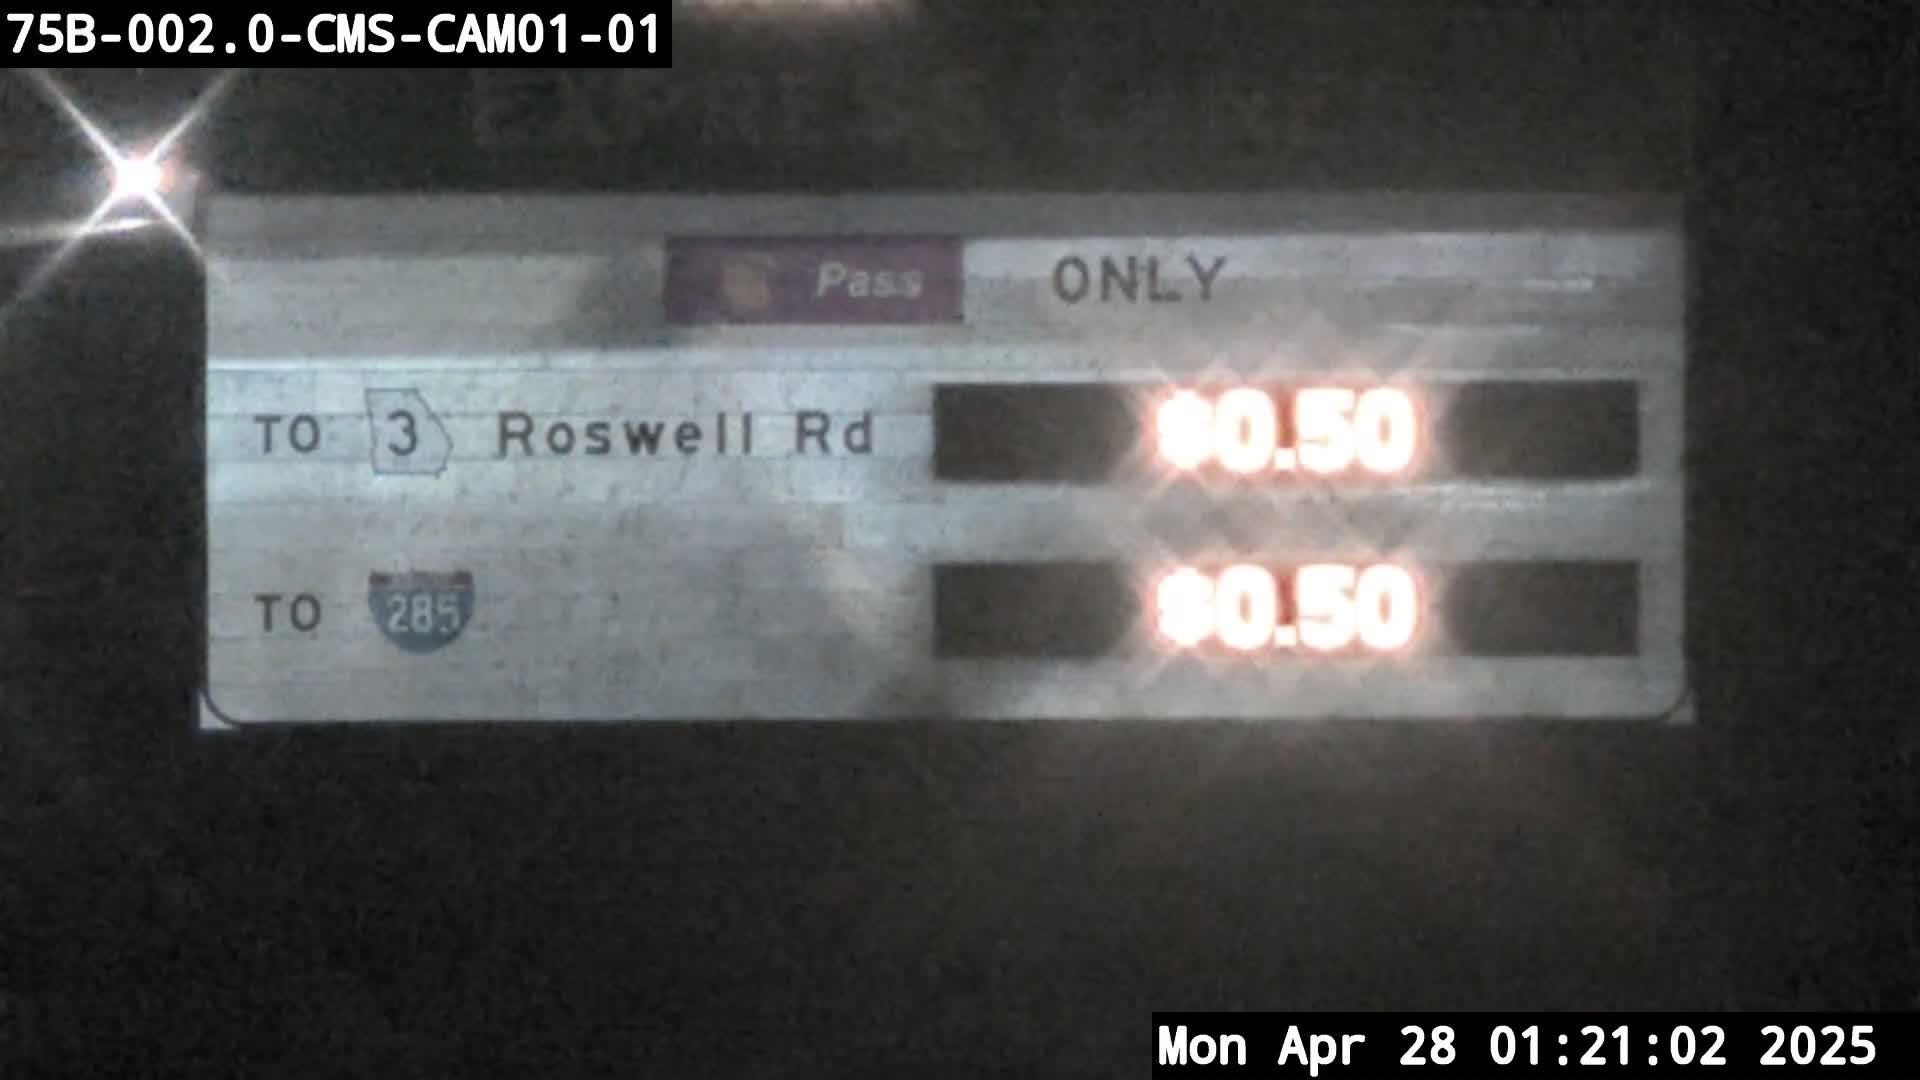 75B-002.0-CMS-CAM01-01
Pass ONLY
TO 3 Roswell Rd $0.50
TO 285 $0.50
Mon Apr 28 01:21:02 2025